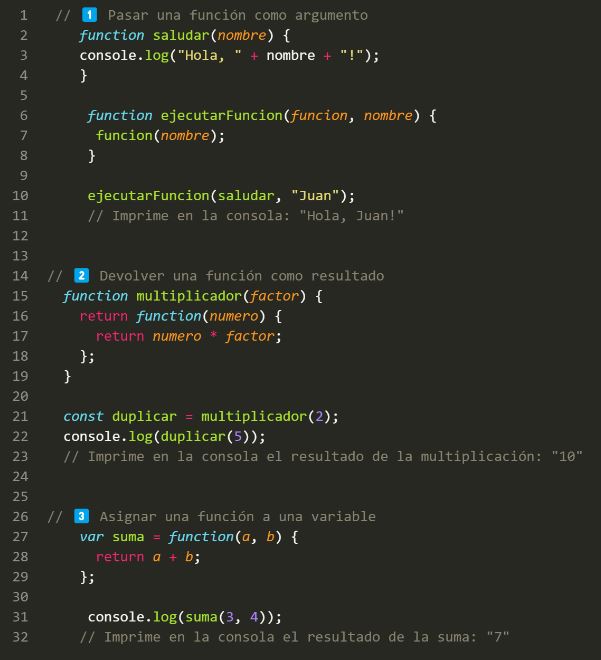 1 // 1️⃣ Pasar una función como argumento
2 function saludar(nombre) {
3 console.log("Hola, " + nombre + "!");
4 }
5
6 function ejecutarFuncion(funcion, nombre) {
7 funcion(nombre);
8 }
9
10 ejecutarFuncion(saludar, "Juan");
11 // Imprime en la consola: "Hola, Juan!"
12
13
14 // 2️⃣ Devolver una función como resultado
15 function multiplicador(factor) {
16 return function(numero) {
17 return numero * factor;
18 };
19 }
20
21 const duplicar = multiplicador(2);
22 console.log(duplicar(5));
23 // Imprime en la consola el resultado de la multiplicación: "10"
24
25
26 // 3️⃣ Asignar una función a una variable
27 var suma = function(a, b) {
28 return a + b;
29 };
30
31 console.log(suma(3, 4));
32 // Imprime en la consola el resultado de la suma: "7"